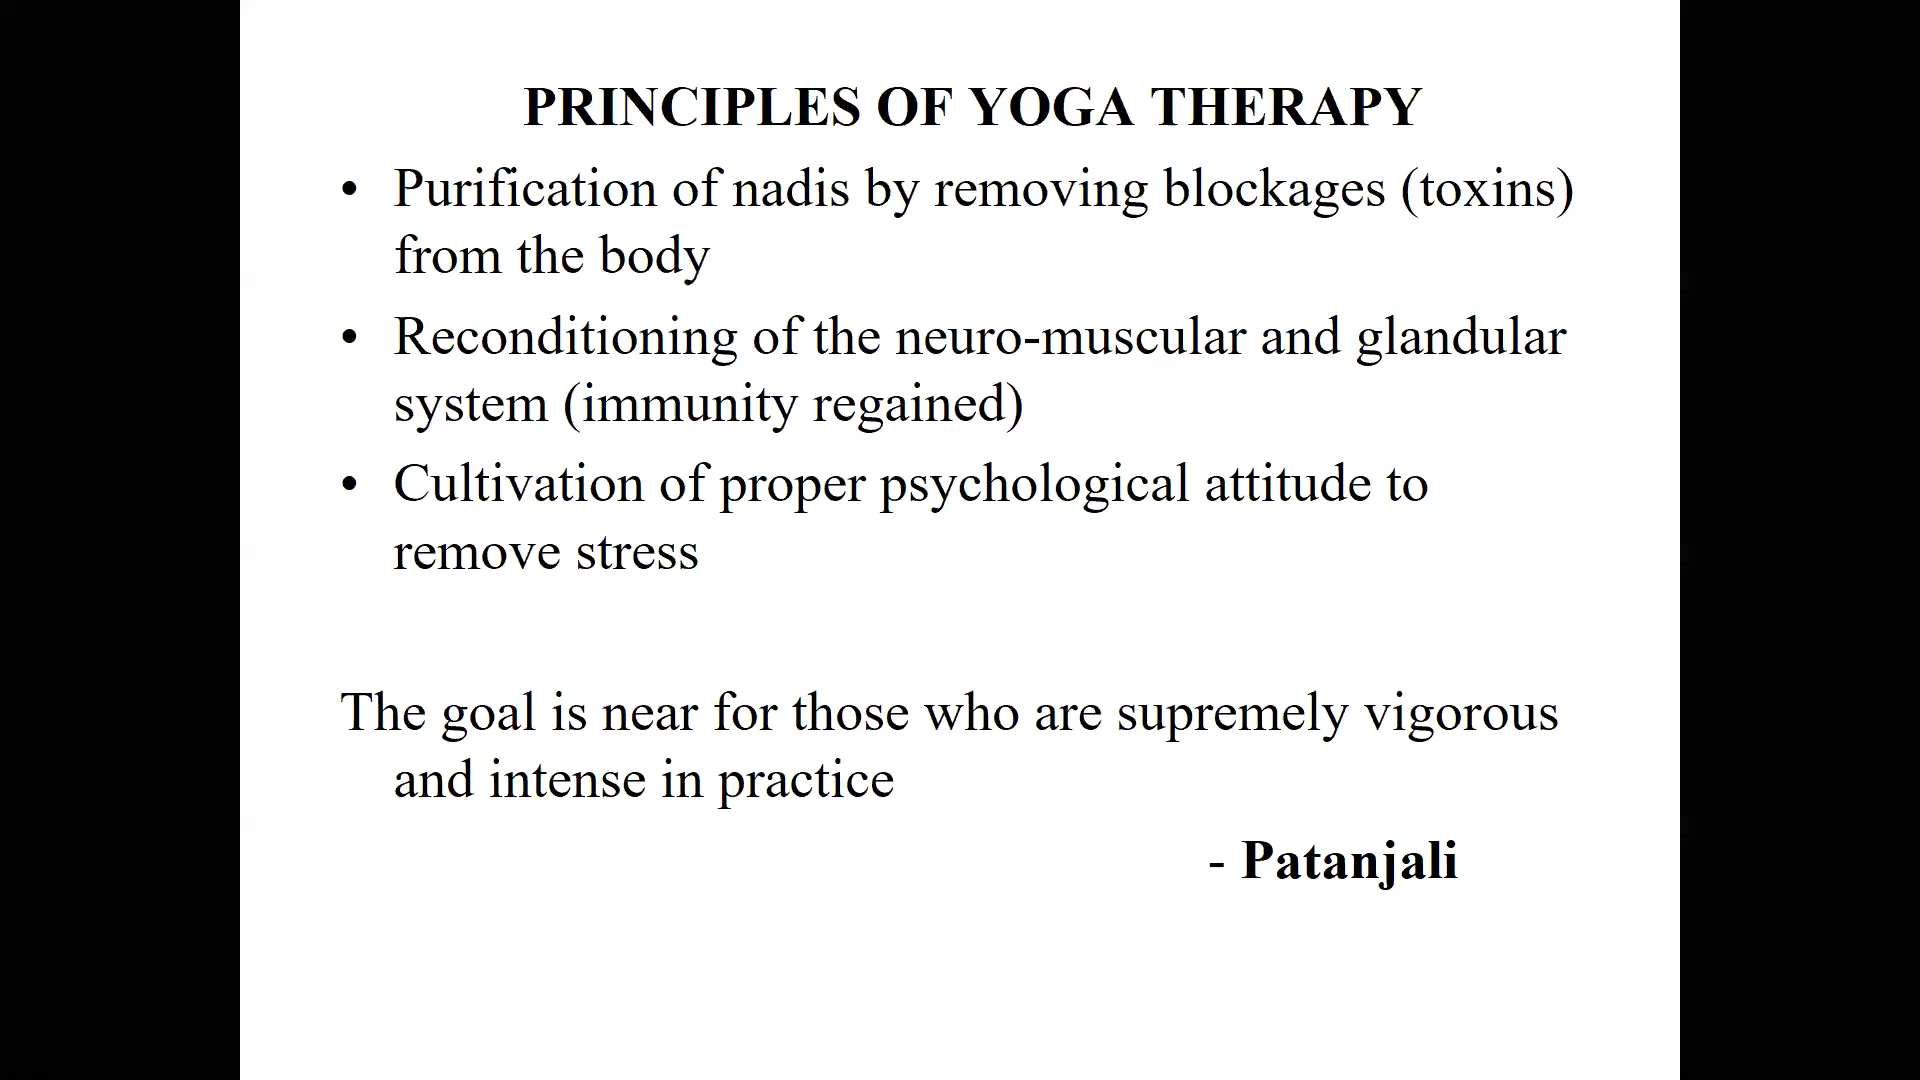 PRINCIPLES OF YOGA THERAPY
• Purification of nadis by removing blockages (toxins)
from the body
• Reconditioning of the neuro-muscular and glandular
system (immunity regained)
• Cultivation of proper psychological attitude to
remove stress
The goal is near for those who are supremely vigorous
and intense in practice
- Patanjali